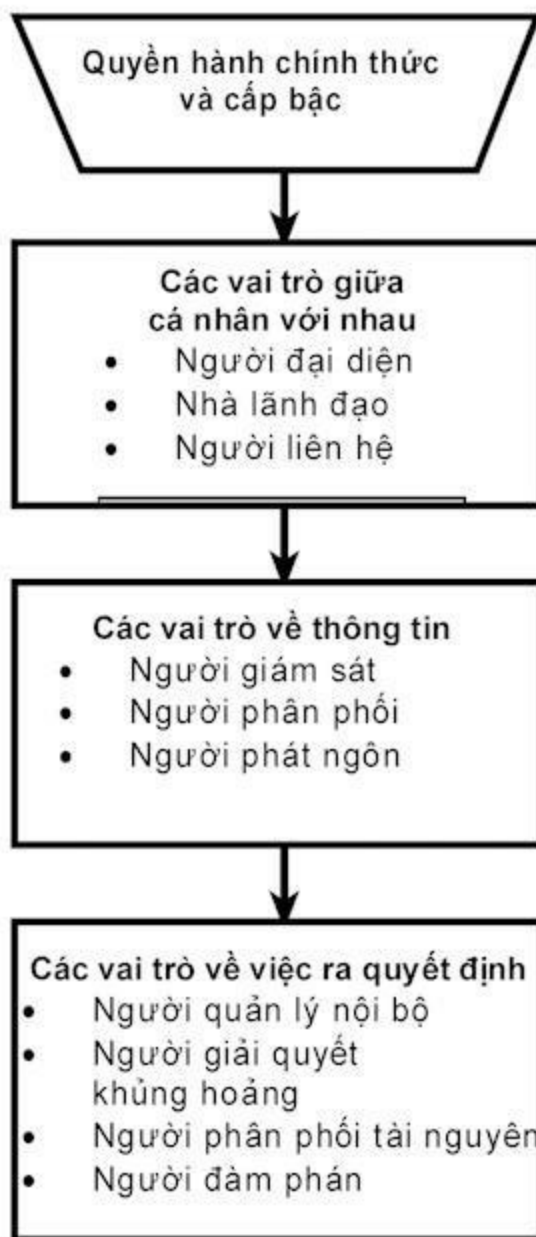 Quyền hành chính thức
và cấp bậc
Các vai trò giữa
cá nhân với nhau
• Người đại diện
• Nhà lãnh đạo
• Người liên hệ
Các vai trò về thông tin
• Người giám sát
• Người phân phối
• Người phát ngôn
Các vai trò về việc ra quyết định
• Người quản lý nội bộ
• Người giải quyết
khủng hoảng
• Người phân phối tài nguyên
• Người đàm phán